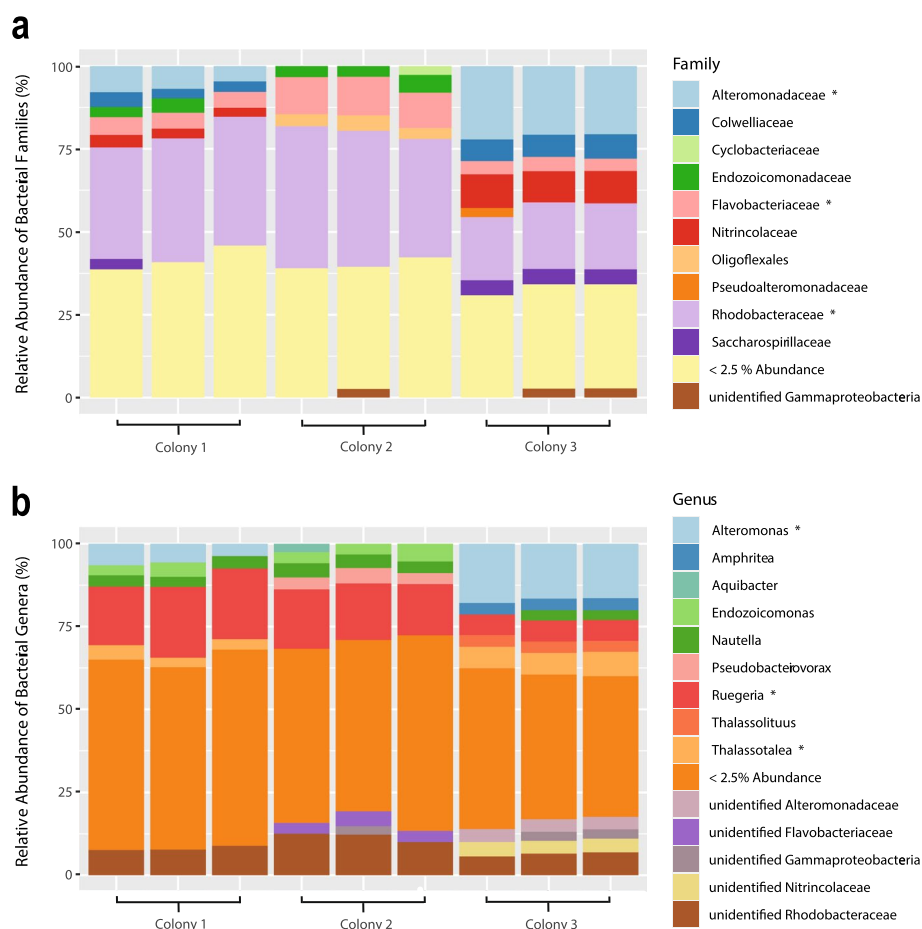 a
Relative Abundance of Bacterial Families (%)
100
75
50
25
0
Colony 1
Colony 2
Colony 3
Family
Alteromonadaceae *
Colwelliaceae
Cyclobacteriaceae
Endozoicomonadaceae
Flavobacteriaceae *
Nitrincolaceae
Oligoflexales
Pseudoalteromonadaceae
Rhodobacteraceae *
Saccharospirillaceae
< 2.5 % Abundance
unidentified Gammaproteobacteria
b
Relative Abundance of Bacterial Genera (%)
100
75
50
25
0
Colony 1
Colony 2
Colony 3
Genus
Alteromonas *
Amphritea
Aquibacter
Endozoicomonas
Nautella
Pseudobacteriovorax
Ruegeria *
Thalassolituus
Thalassotalea *
< 2.5% Abundance
unidentified Alteromonadaceae
unidentified Flavobacteriaceae
unidentified Gammaproteobacteria
unidentified Nitrincolaceae
unidentified Rhodobacteraceae